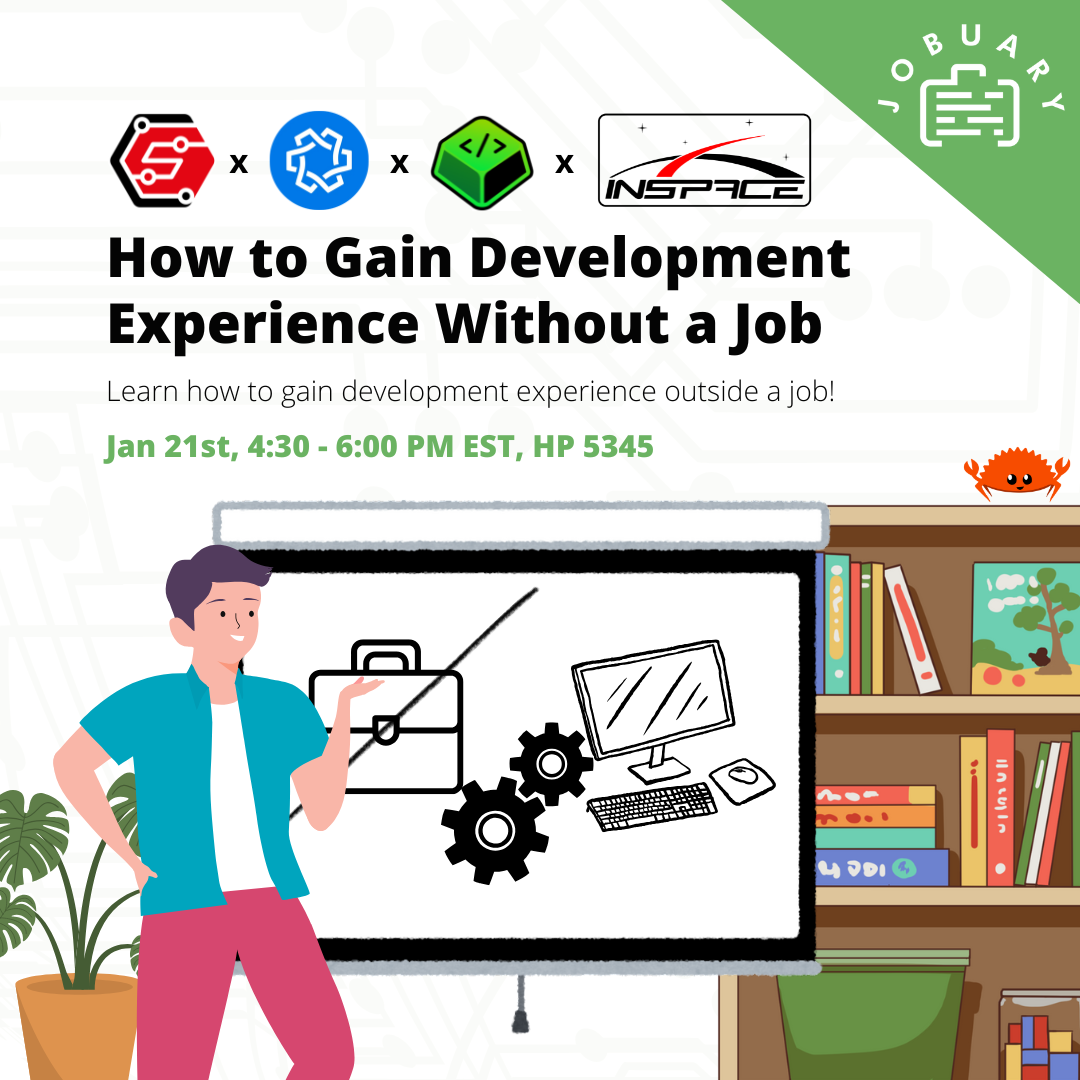 JOBUARY
S x x </> x INSPACE
How to Gain Development
Experience Without a Job
Learn how to gain development experience outside a job!
Jan 21st, 4:30 - 6:00 PM EST, HP 5345